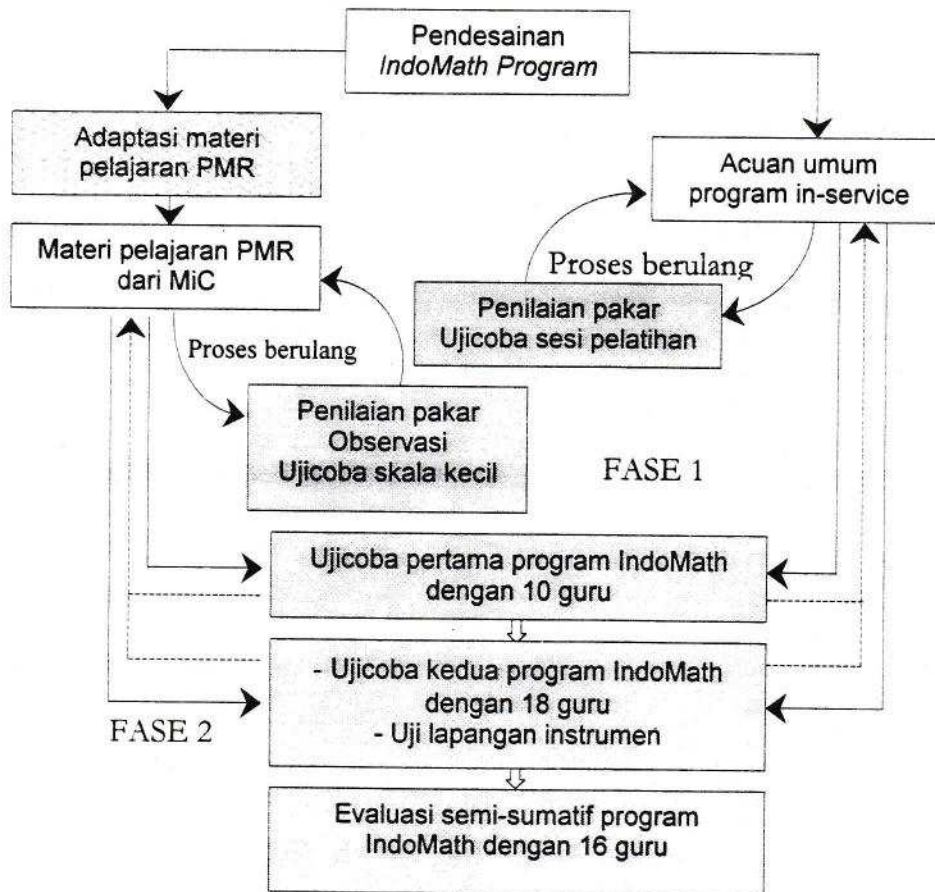 Pendesainan
IndoMath Program
Adaptasi materi
pelajaran PMR
Acuan umum
program in-service
Materi pelajaran PMR
dari MiC
Proses berulang
Penilaian pakar
Ujicoba sesi pelatihan
Proses berulang
Penilaian pakar
Observasi
Ujicoba skala kecil
FASE 1
Ujicoba pertama program IndoMath
dengan 10 guru
- Ujicoba kedua program IndoMath
dengan 18 guru
- Uji lapangan instrumen
FASE 2
Evaluasi semi-sumatif program
IndoMath dengan 16 guru